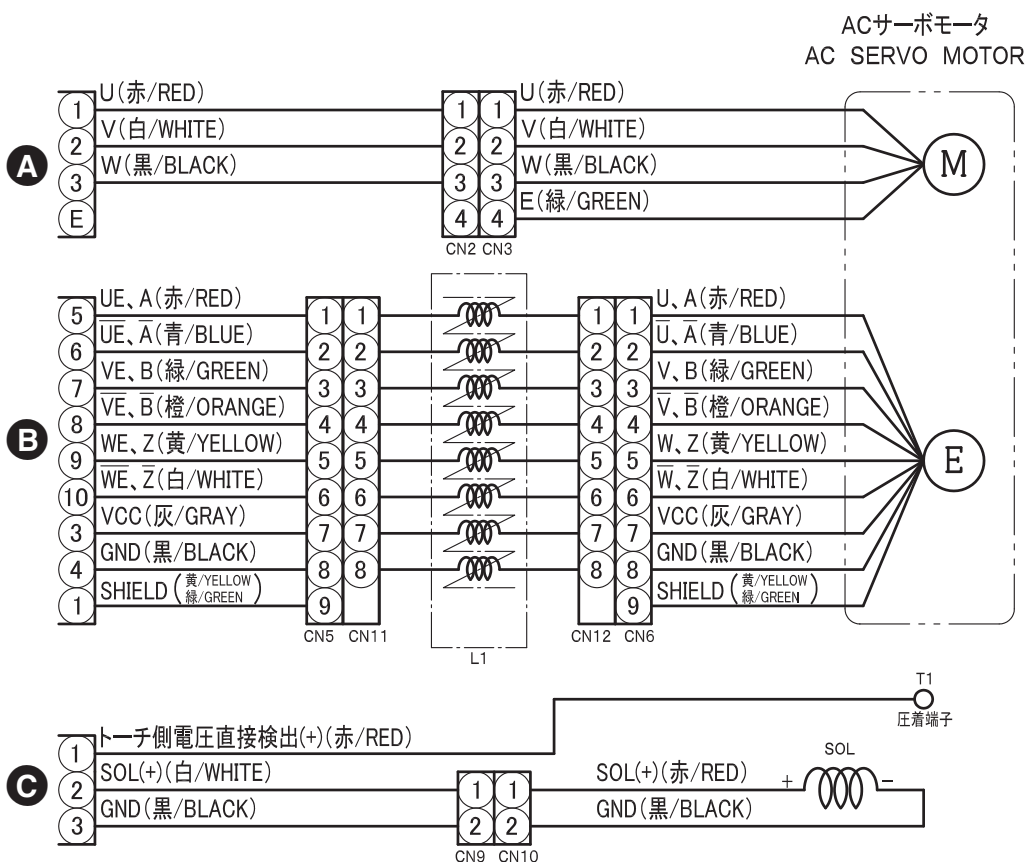 ACサーボモータ
AC SERVO MOTOR
A
1 U(赤/RED) 1 1 U(赤/RED)
2 V(白/WHITE) 2 2 V(白/WHITE)
3 W(黒/BLACK) 3 3 W(黒/BLACK)
E 4 4 E(緑/GREEN)
M
CN2 CN3
B
5 UE、A(赤/RED) 1 1 1 1 U、A(赤/RED)
6 U̅E̅、A̅(青/BLUE) 2 2 2 2 U̅、A̅(青/BLUE)
7 VE、B(緑/GREEN) 3 3 3 3 V、B(緑/GREEN)
8 V̅E̅、B̅(橙/ORANGE) 4 4 4 4 V̅、B̅(橙/ORANGE)
9 WE、Z(黄/YELLOW) 5 5 5 5 W、Z(黄/YELLOW)
10 W̅E̅、Z̅(白/WHITE) 6 6 6 6 W̅、Z̅(白/WHITE)
3 VCC(灰/GRAY) 7 7 7 7 VCC(灰/GRAY)
4 GND(黒/BLACK) 8 8 8 8 GND(黒/BLACK)
1 SHIELD(黄/YELLOW 緑/GREEN) 9 9 SHIELD(黄/YELLOW 緑/GREEN)
E
CN5 CN11 L1 CN12 CN6
T1
圧着端子
C
1 トーチ側電圧直接検出(+)(赤/RED)
SOL
2 SOL(+)(白/WHITE) 1 1 SOL(+)(赤/RED) + -
3 GND(黒/BLACK) 2 2 GND(黒/BLACK)
CN9 CN10